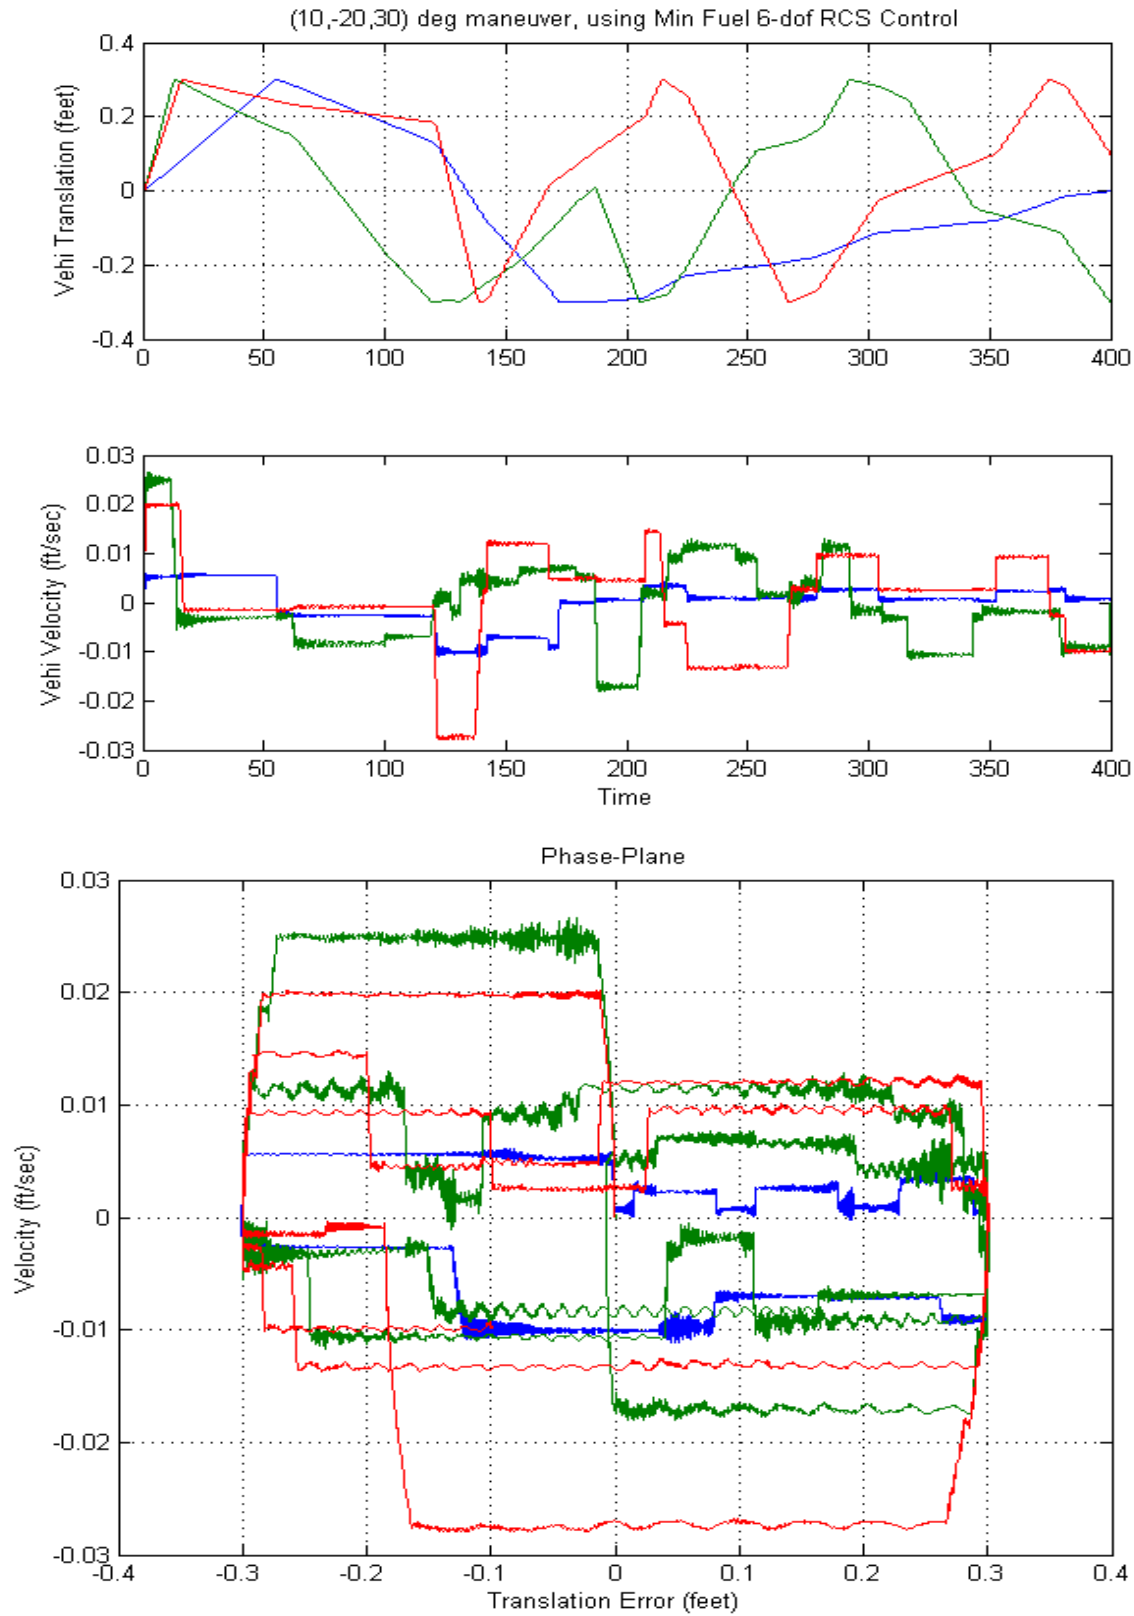 (10,-20,30) deg maneuver, using Min Fuel 6-dof RCS Control
0.4
0.2
0
-0.2
-0.4
Vehi Translation (feet)
0 50 100 150 200 250 300 350 400
0.03
0.02
0.01
0
-0.01
-0.02
-0.03
Vehi Velocity (ft/sec)
0 50 100 150 200 250 300 350 400
Time
Phase-Plane
0.03
0.02
0.01
0
-0.01
-0.02
-0.03
Velocity (ft/sec)
-0.4 -0.3 -0.2 -0.1 0 0.1 0.2 0.3 0.4
Translation Error (feet)